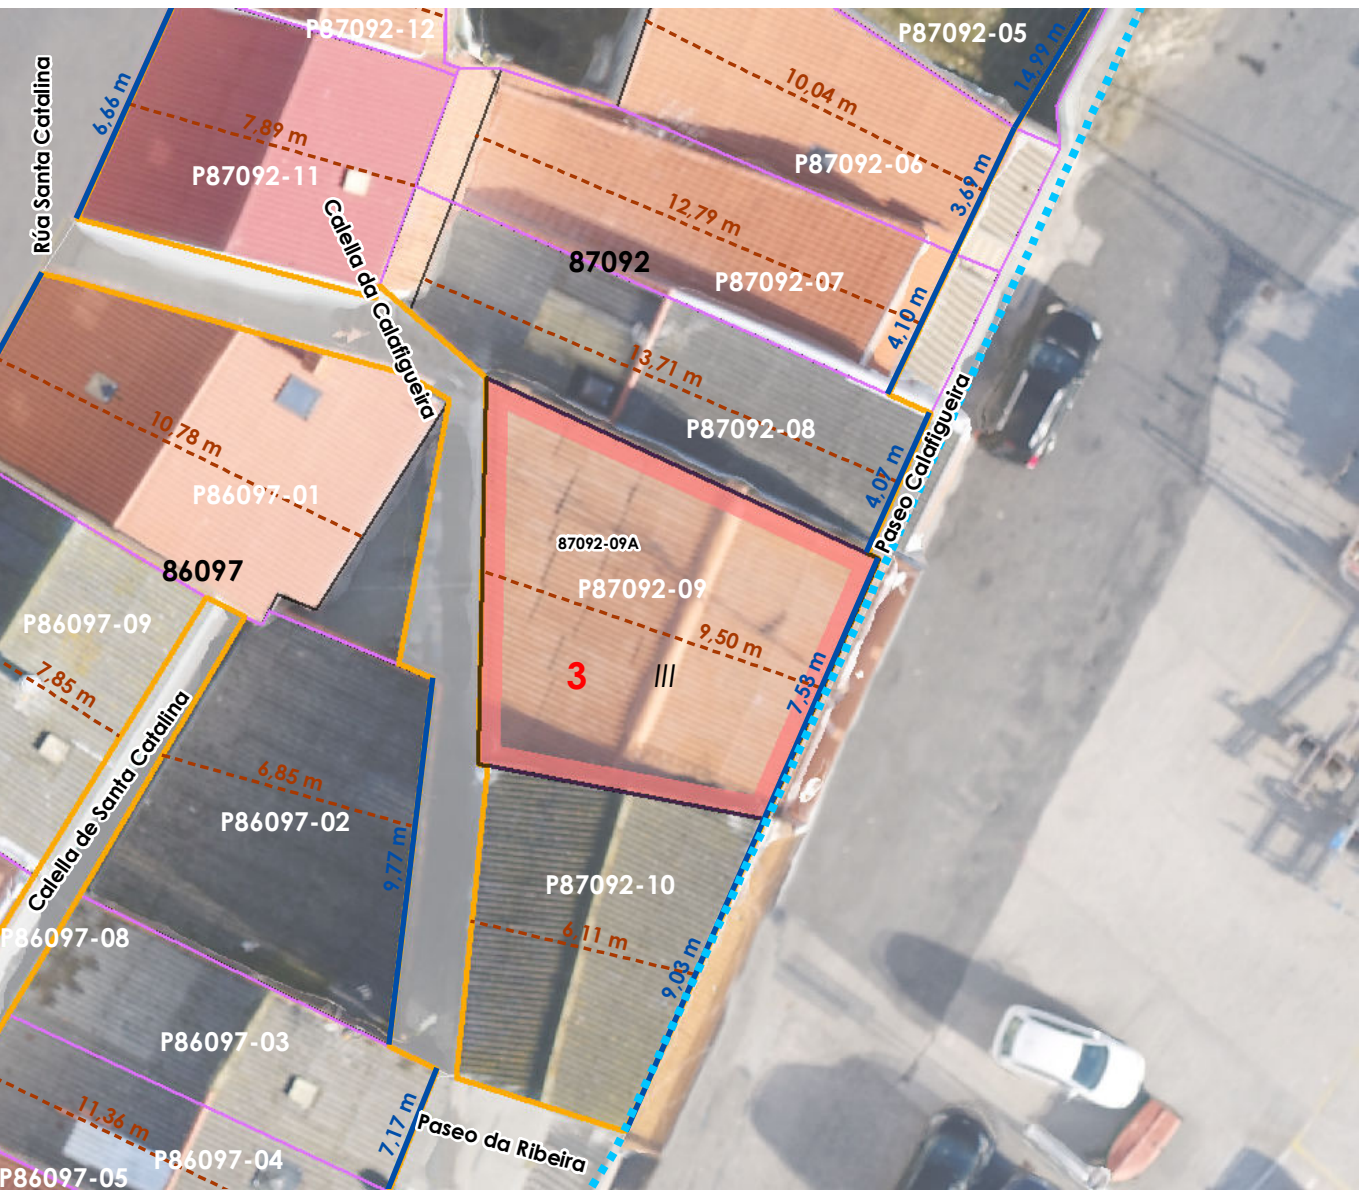 P87092-12
P87092-05
14,99 m
Rúa Santa Catalina
6,66 m
7,89 m
10,04 m
P87092-11
P87092-06
3,69 m
12,79 m
Calella da Calafigueira
87092
P87092-07
4,10 m
13,71 m
10,78 m
P87092-08
Paseo Calafigueira
4,07 m
P86097-01
87092-09A
86097
P87092-09
P86097-09
9,50 m
7,85 m
3
III
7,58 m
Calella de Santa Catalina
6,85 m
P86097-02
9,77 m
P87092-10
P86097-08
6,11 m
9,03 m
P86097-03
11,36 m
7,17 m
Paseo da Ribeira
P86097-04
P86097-05